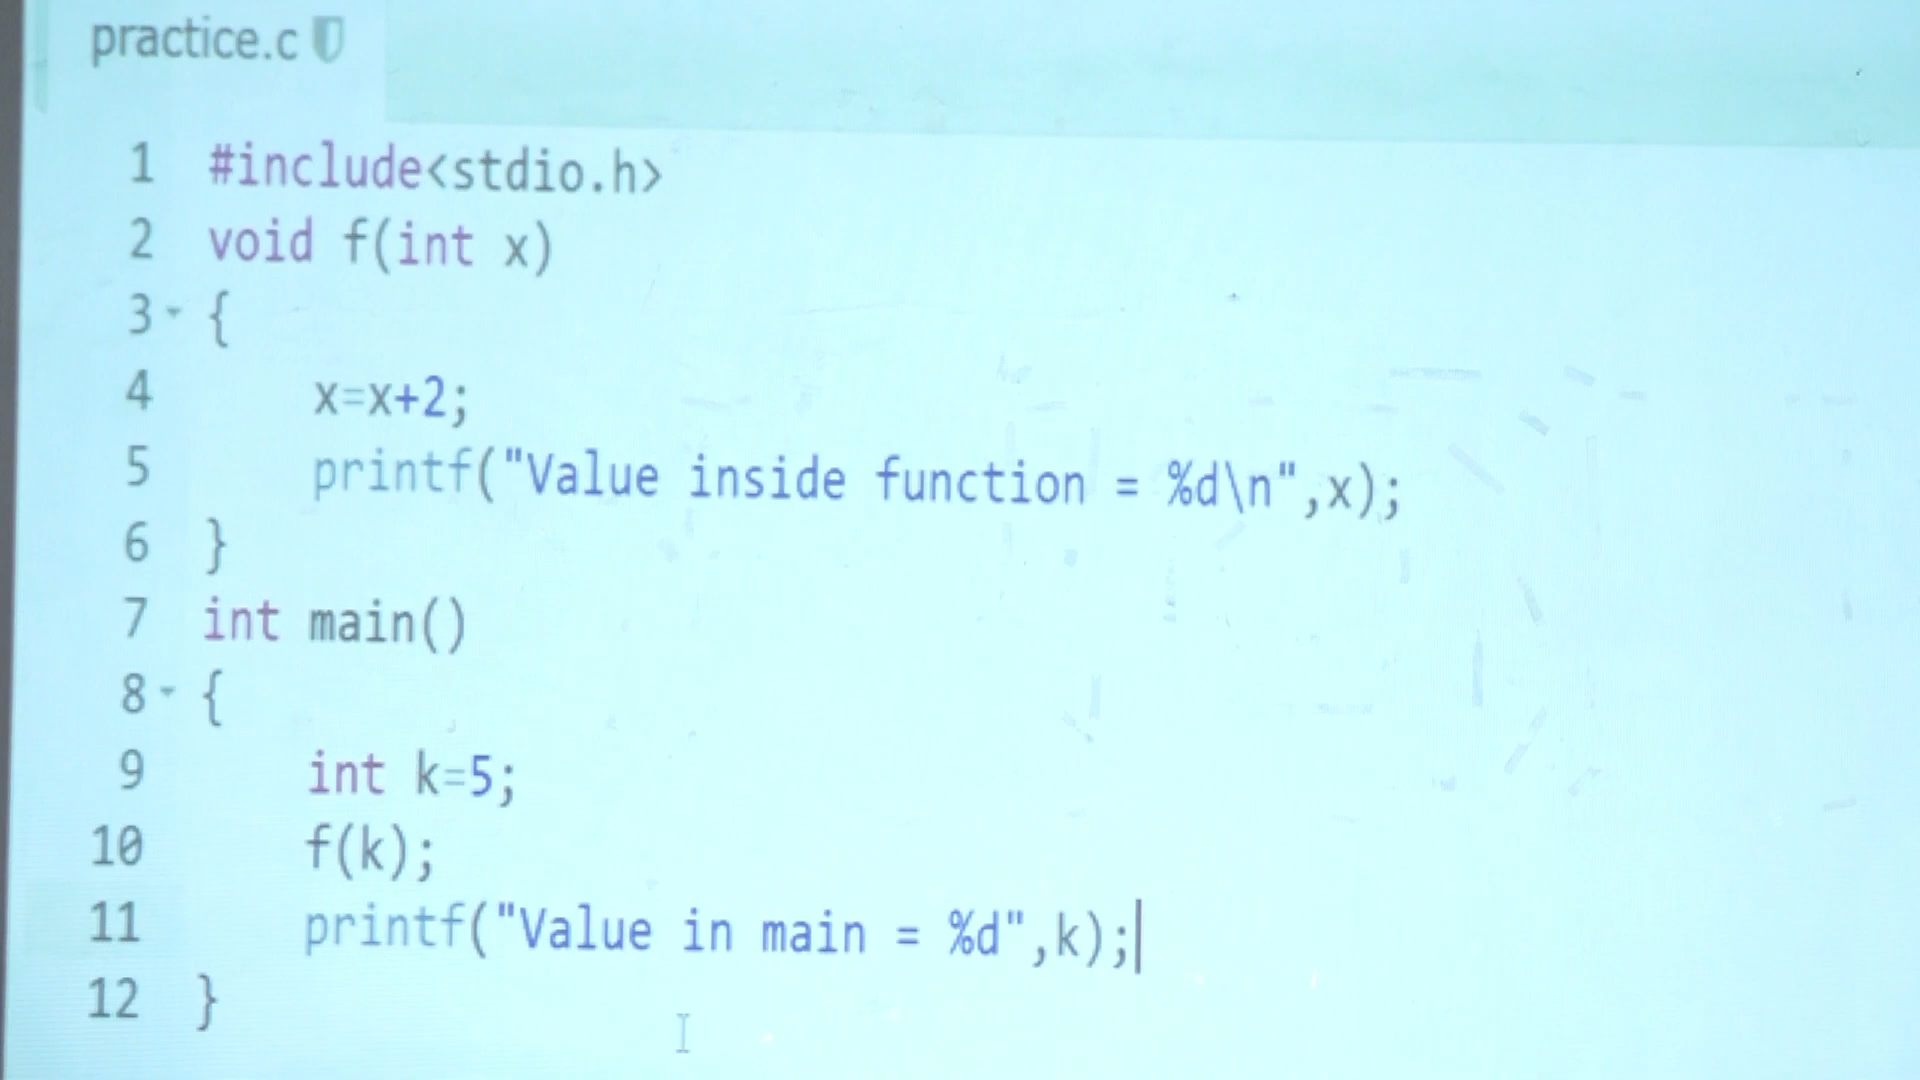 practice.c
1 #include<stdio.h>
2 void f(int x)
3 {
4 x=x+2;
5 printf("Value inside function = %d\n",x);
6 }
7 int main()
8 {
9 int k=5;
10 f(k);
11 printf("Value in main = %d",k);
12 }